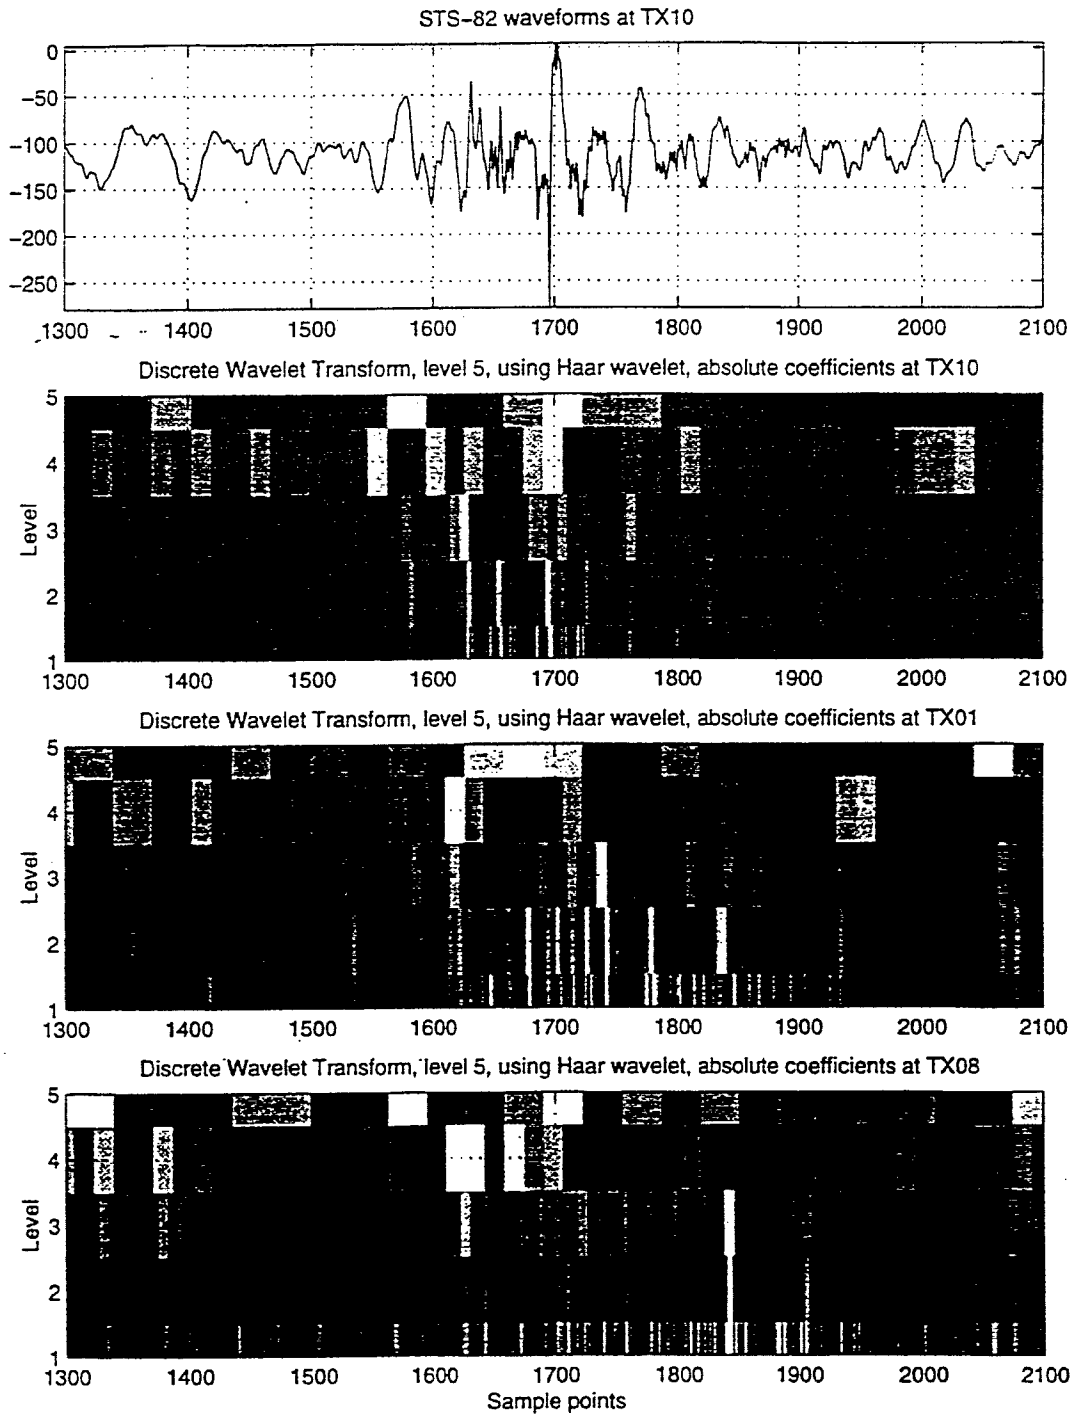 STS-82 waveforms at TX10
0
-50
-100
-150
-200
-250
1300 1400 1500 1600 1700 1800 1900 2000 2100
Discrete Wavelet Transform, level 5, using Haar wavelet, absolute coefficients at TX10
5
4
3
2
1
Level
1300 1400 1500 1600 1700 1800 1900 2000 2100
Discrete Wavelet Transform, level 5, using Haar wavelet, absolute coefficients at TX01
5
4
3
2
1
Level
1300 1400 1500 1600 1700 1800 1900 2000 2100
Discrete Wavelet Transform, level 5, using Haar wavelet, absolute coefficients at TX08
5
4
3
2
1
Level
1300 1400 1500 1600 1700 1800 1900 2000 2100
Sample points